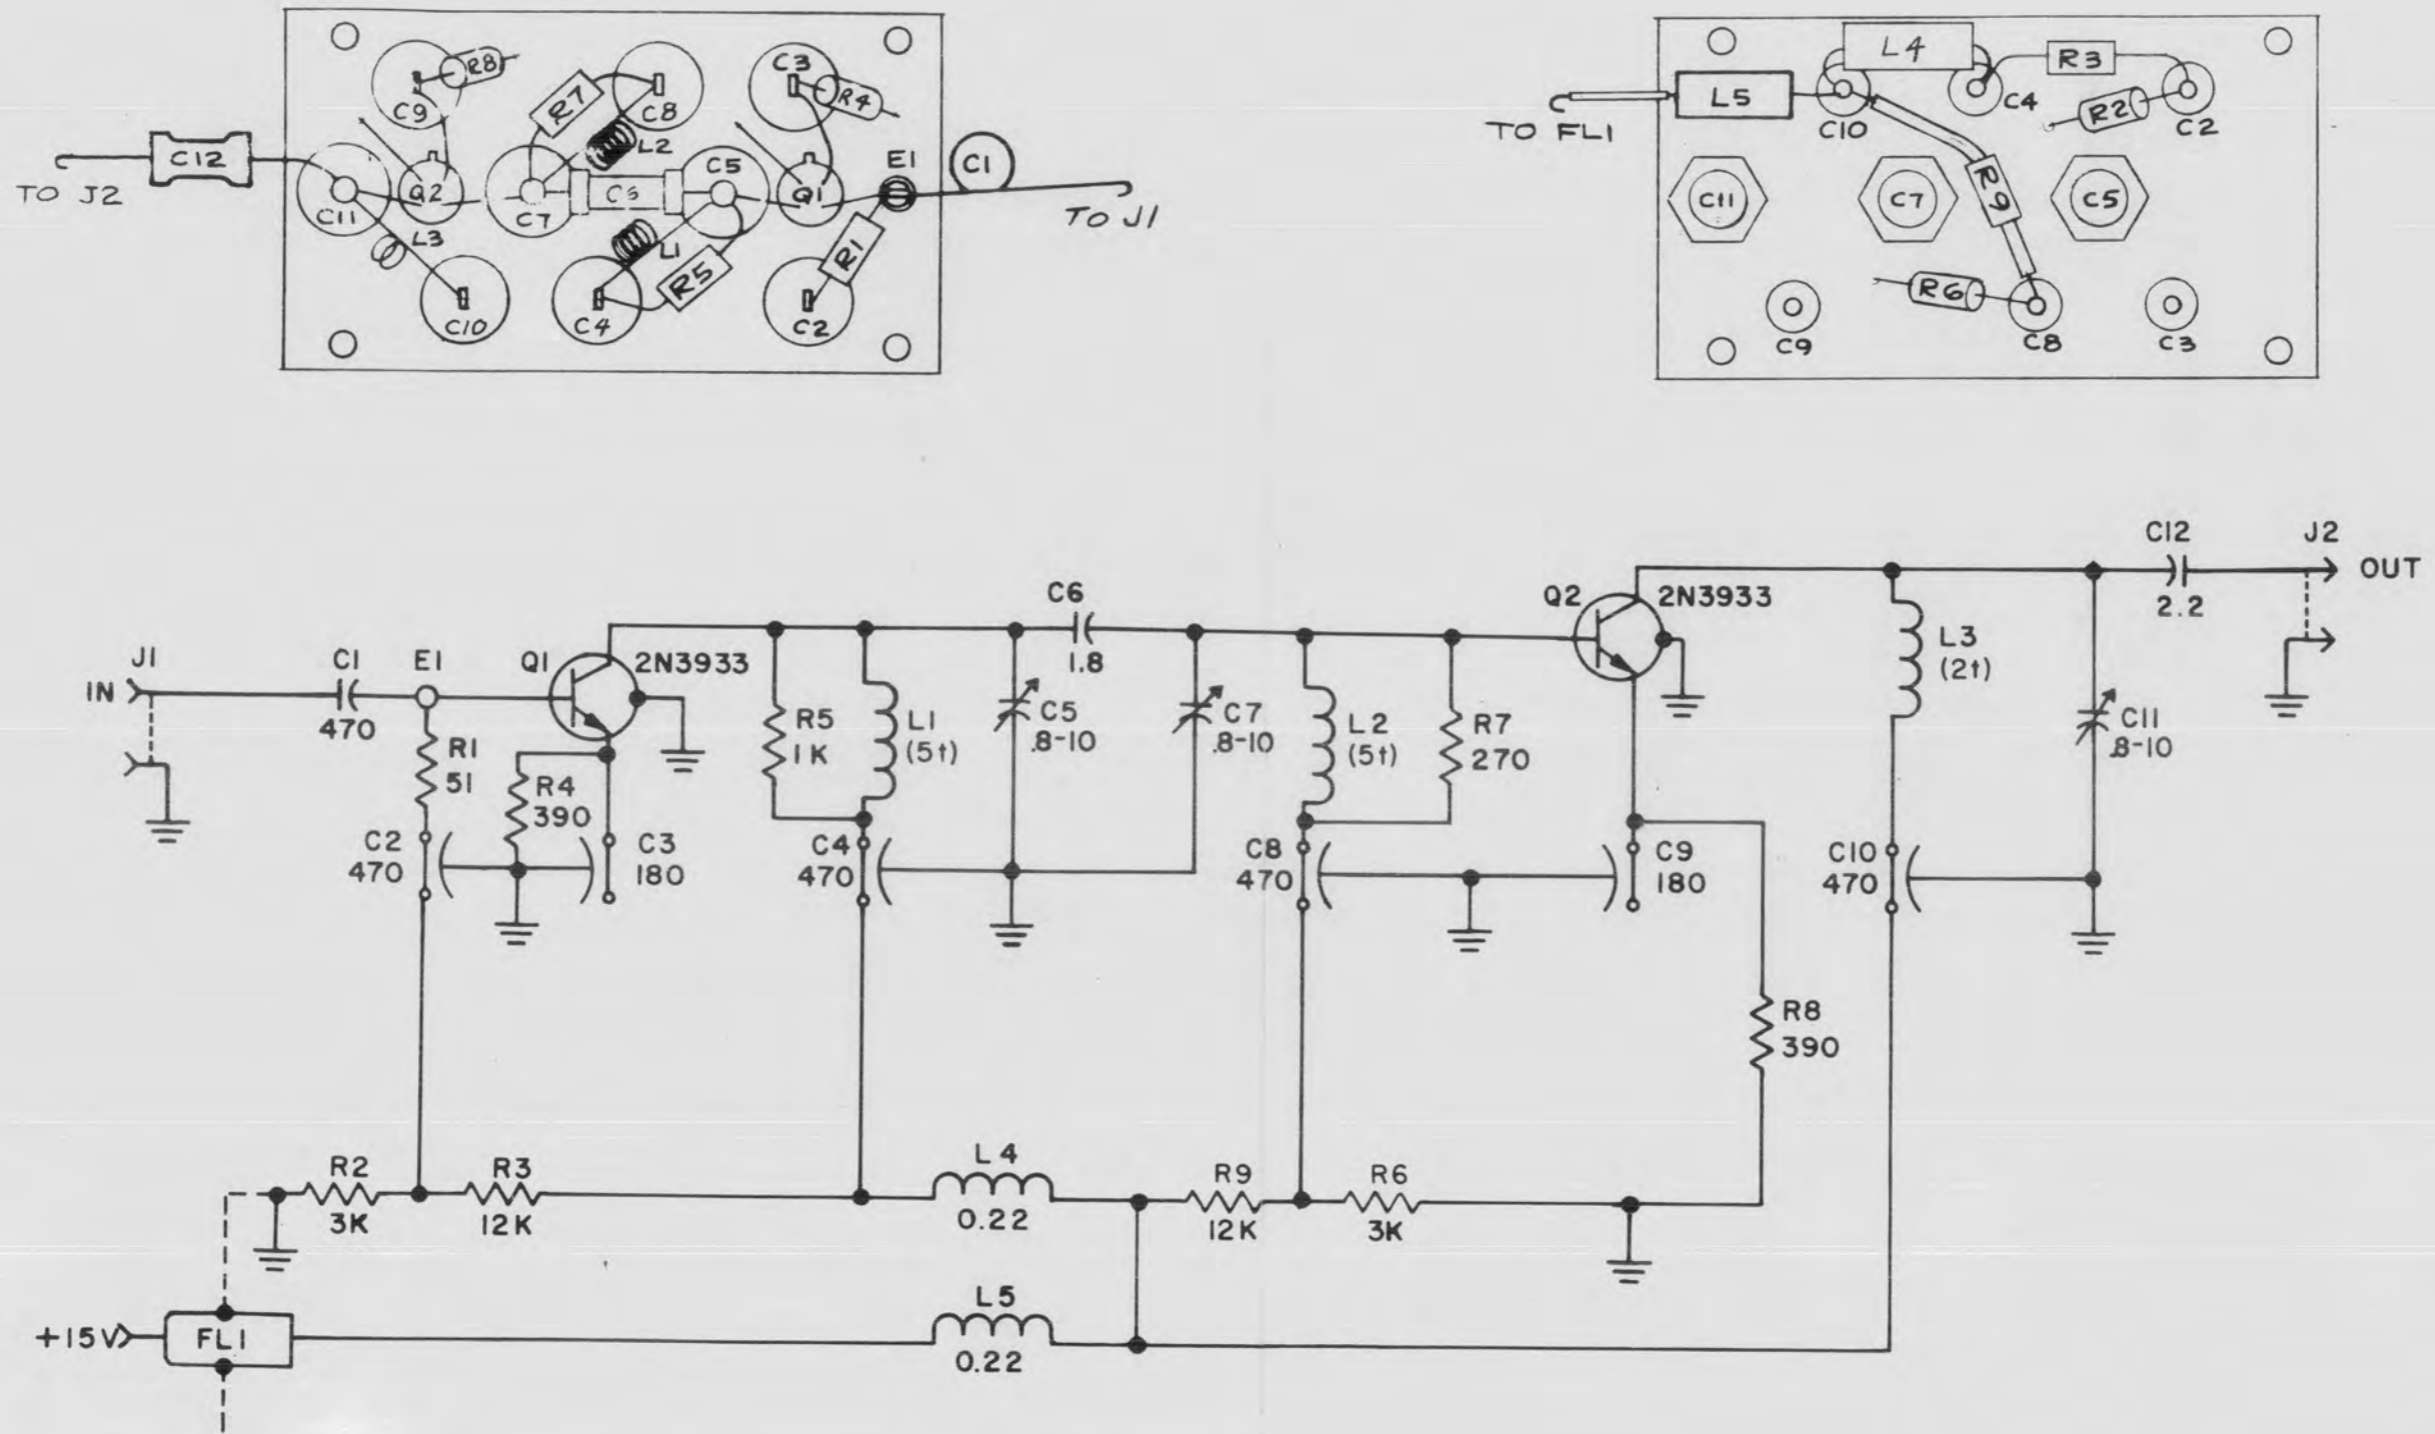 C9
R8
R7
C8
C3
R4
C12
TO J2
C11
Q2
L3
C7
L2
C6
C5
Q1
E1
C1
TO J1
L1
R5
R1
C10
C4
C2
L4
R3
L5
TO FL1
C10
C4
R2
C2
C11
C7
R9
C5
R6
C9
C8
C3
C12
2.2
J2
OUT
Q2
2N3933
C6
1.8
J1
IN
C1
470
E1
Q1
2N3933
R5
1K
L1
(5t)
C5
.8-10
C7
.8-10
L2
(5t)
R7
270
L3
(2t)
C11
.8-10
R1
51
R4
390
C2
470
C3
180
C4
470
C8
470
C9
180
C10
470
R8
390
R2
3K
R3
12K
L4
0.22
R9
12K
R6
3K
+15V
FL1
L5
0.22